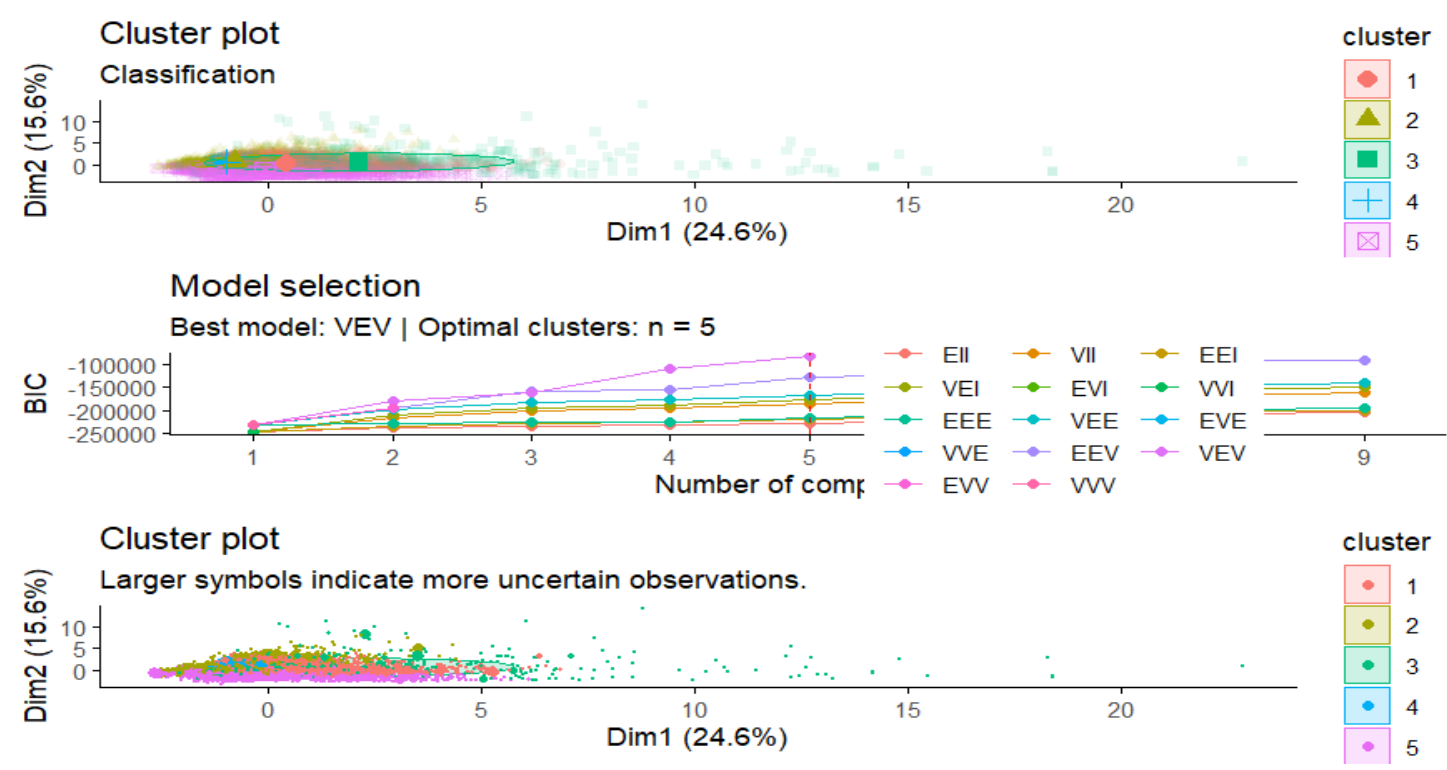 Cluster plot
Classification
cluster
1
2
3
4
5
Dim2 (15.6%)
10
5
0
0 5 10 15 20
Dim1 (24.6%)
Model selection
Best model: VEV | Optimal clusters: n = 5
BIC
-100000
-150000
-200000
-250000
EII VII EEI
VEI EVI VVI
EEE VEE EVE
VVE EEV VEV
EVV VVV
1 2 3 4 5 9
Number of comp
Cluster plot
Larger symbols indicate more uncertain observations.
cluster
1
2
3
4
5
Dim2 (15.6%)
10
5
0
0 5 10 15 20
Dim1 (24.6%)